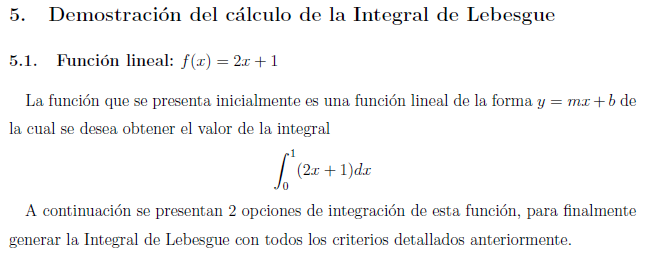 5. Demostración del cálculo de la Integral de Lebesgue
5.1. Función lineal: f(x) = 2x + 1
La función que se presenta inicialmente es una función lineal de la forma y = mx + b de
la cual se desea obtener el valor de la integral
∫₀¹(2x + 1)dx
A continuación se presentan 2 opciones de integración de esta función, para finalmente
generar la Integral de Lebesgue con todos los criterios detallados anteriormente.